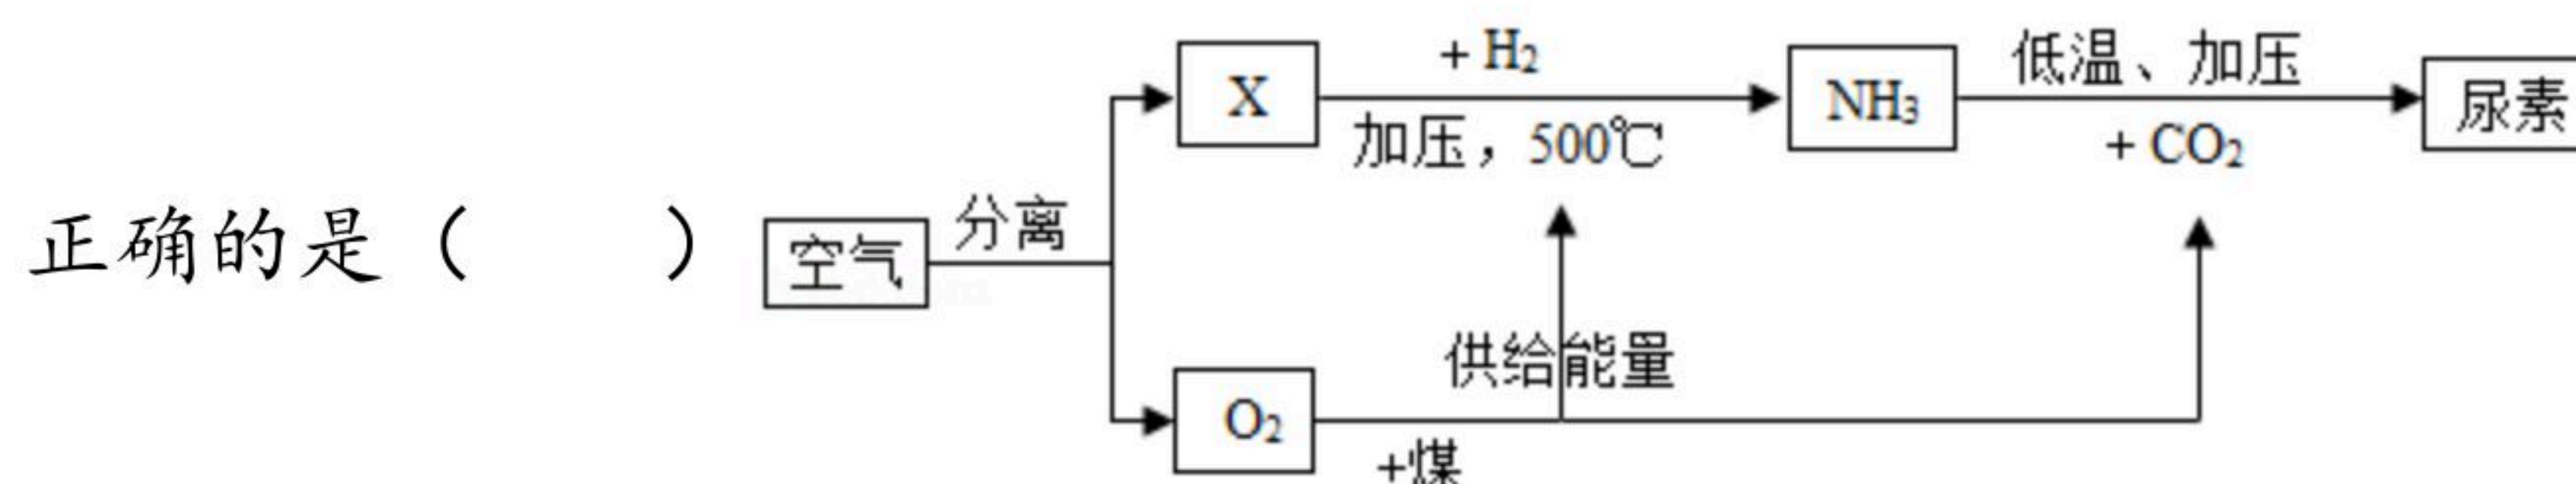 + H2
低温、加压
X
NH3
尿素
加压，500℃
+ CO2
分离
正确的是（ ）
空气
供给能量
O2
+煤